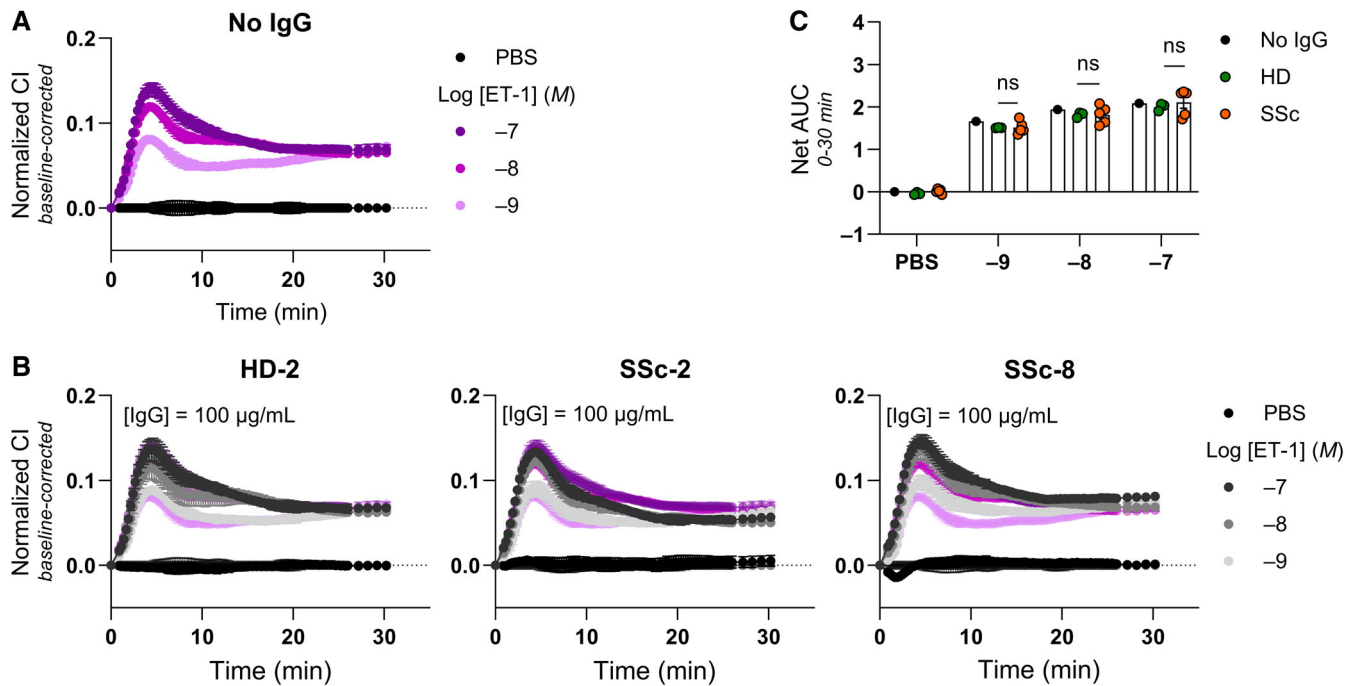 A
No IgG
0.2
0.1
0.0
Normalized CI
baseline-corrected
0
10
20
30
Time (min)
PBS
Log [ET-1] (M)
–7
–8
–9
C
4
3
2
1
0
–1
Net AUC
0-30 min
ns
ns
ns
PBS
–9
–8
–7
No IgG
HD
SSc
B
HD-2
[IgG] = 100 µg/mL
0.2
0.1
0.0
Normalized CI
baseline-corrected
0
10
20
30
Time (min)
SSc-2
[IgG] = 100 µg/mL
0.2
0.1
0.0
0
10
20
30
Time (min)
SSc-8
[IgG] = 100 µg/mL
0.2
0.1
0.0
0
10
20
30
Time (min)
PBS
Log [ET-1] (M)
–7
–8
–9